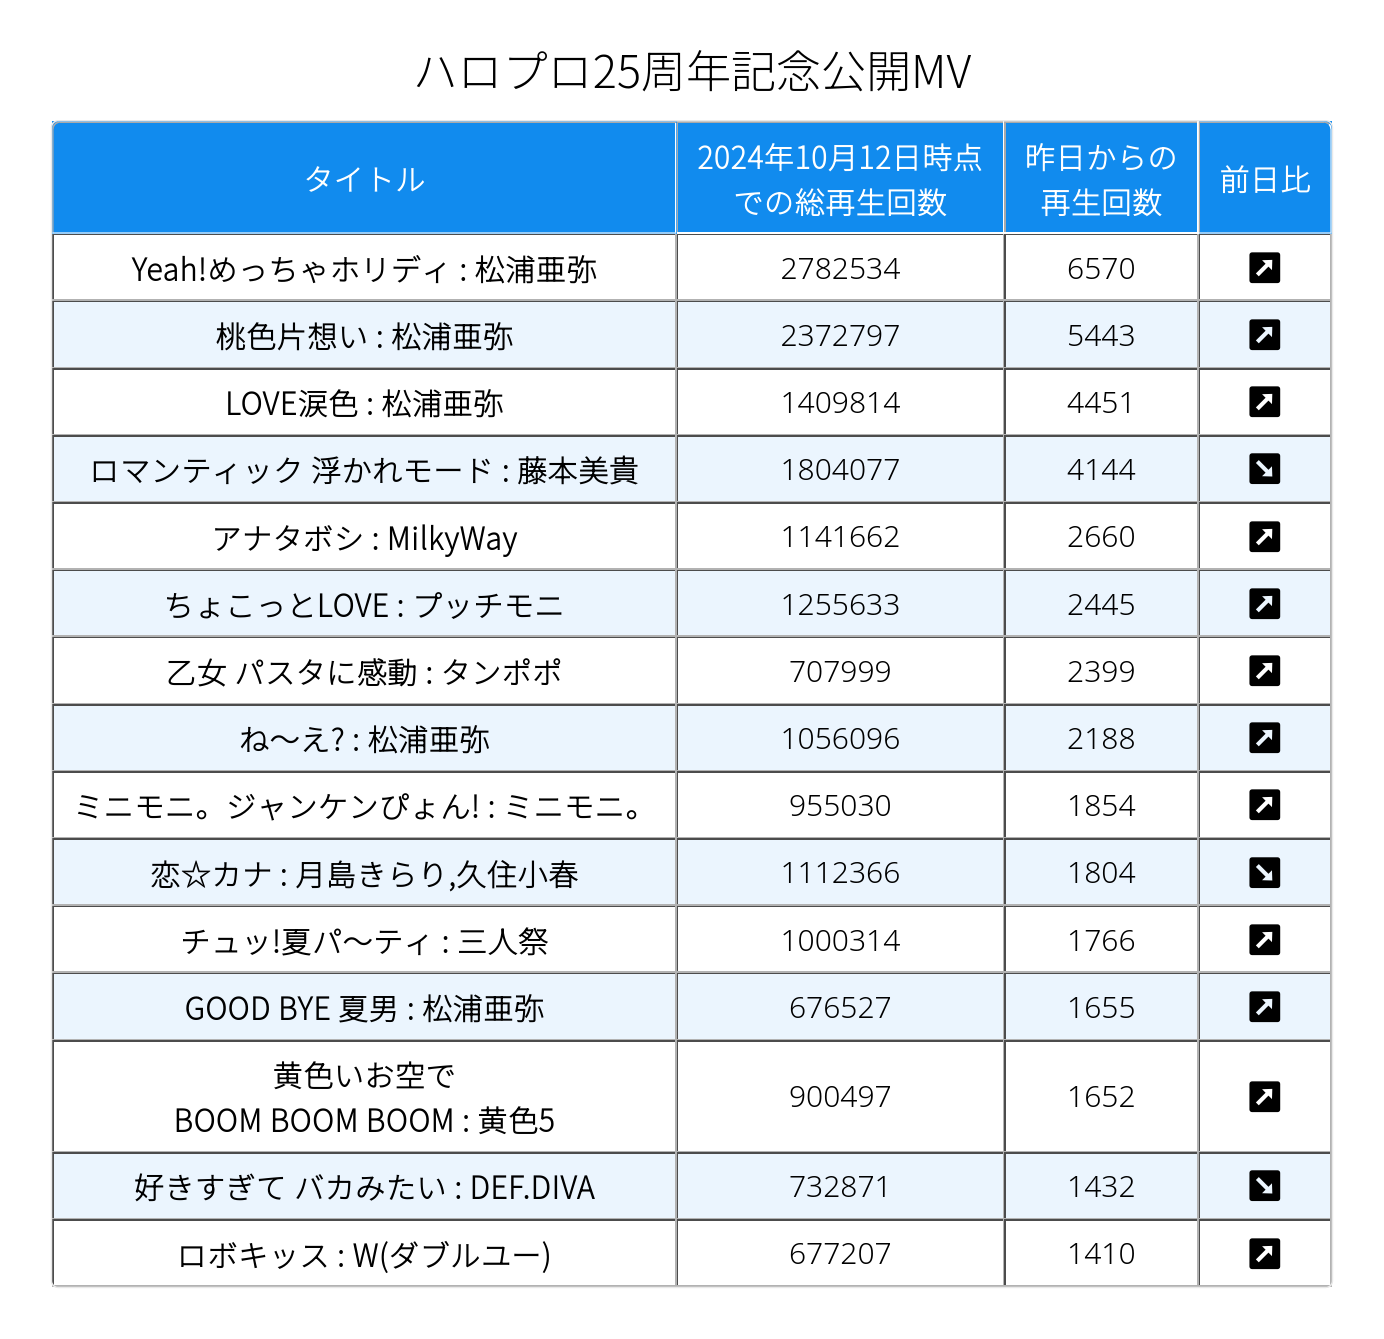 ハロプロ25周年記念公開MV
タイトル
2024年10月12日時点
での総再生回数
昨日からの
再生回数
前日比
Yeah!めっちゃホリディ : 松浦亜弥 2782534 6570 ↗
桃色片想い : 松浦亜弥 2372797 5443 ↗
LOVE涙色 : 松浦亜弥 1409814 4451 ↗
ロマンティック 浮かれモード : 藤本美貴 1804077 4144 ↘
アナタボシ : MilkyWay 1141662 2660 ↗
ちょこっとLOVE : プッチモニ 1255633 2445 ↗
乙女 パスタに感動 : タンポポ 707999 2399 ↗
ね～え? : 松浦亜弥 1056096 2188 ↗
ミニモニ。ジャンケンぴょん! : ミニモニ。 955030 1854 ↗
恋☆カナ : 月島きらり,久住小春 1112366 1804 ↘
チュッ!夏パ～ティ : 三人祭 1000314 1766 ↗
GOOD BYE 夏男 : 松浦亜弥 676527 1655 ↗
黄色いお空で
BOOM BOOM BOOM : 黄色5 900497 1652 ↗
好きすぎて バカみたい : DEF.DIVA 732871 1432 ↘
ロボキッス : W(ダブルユー) 677207 1410 ↗